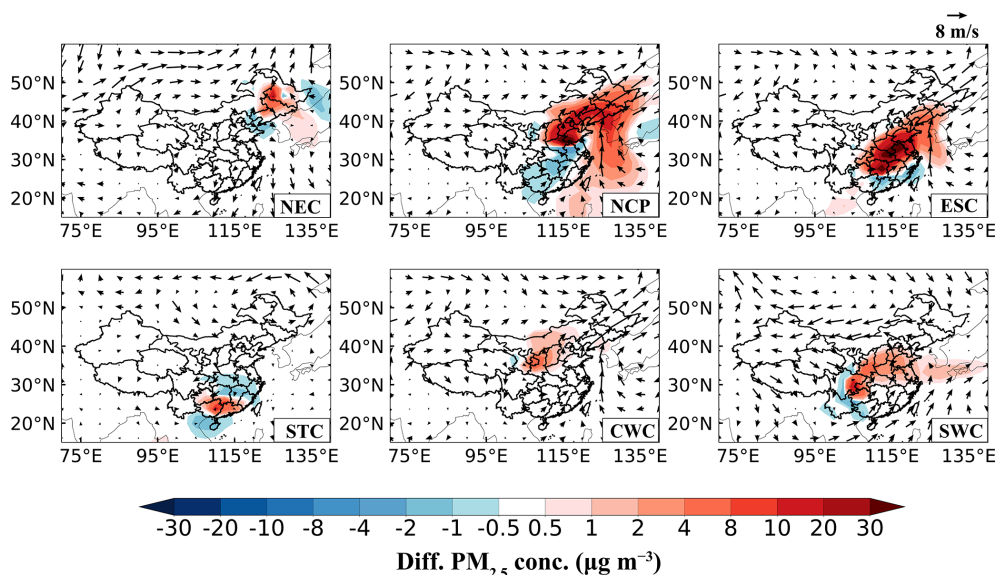 8 m/s
50°N
40°N
30°N
20°N
NEC
75°E 95°E 115°E 135°E
50°N
40°N
30°N
20°N
NCP
75°E 95°E 115°E 135°E
50°N
40°N
30°N
20°N
ESC
75°E 95°E 115°E 135°E
50°N
40°N
30°N
20°N
STC
75°E 95°E 115°E 135°E
50°N
40°N
30°N
20°N
CWC
75°E 95°E 115°E 135°E
50°N
40°N
30°N
20°N
SWC
75°E 95°E 115°E 135°E
-30 -20 -10 -8 -4 -2 -1 -0.5 0.5 1 2 4 8 10 20 30
Diff. PM2.5 conc. (μg m⁻³)